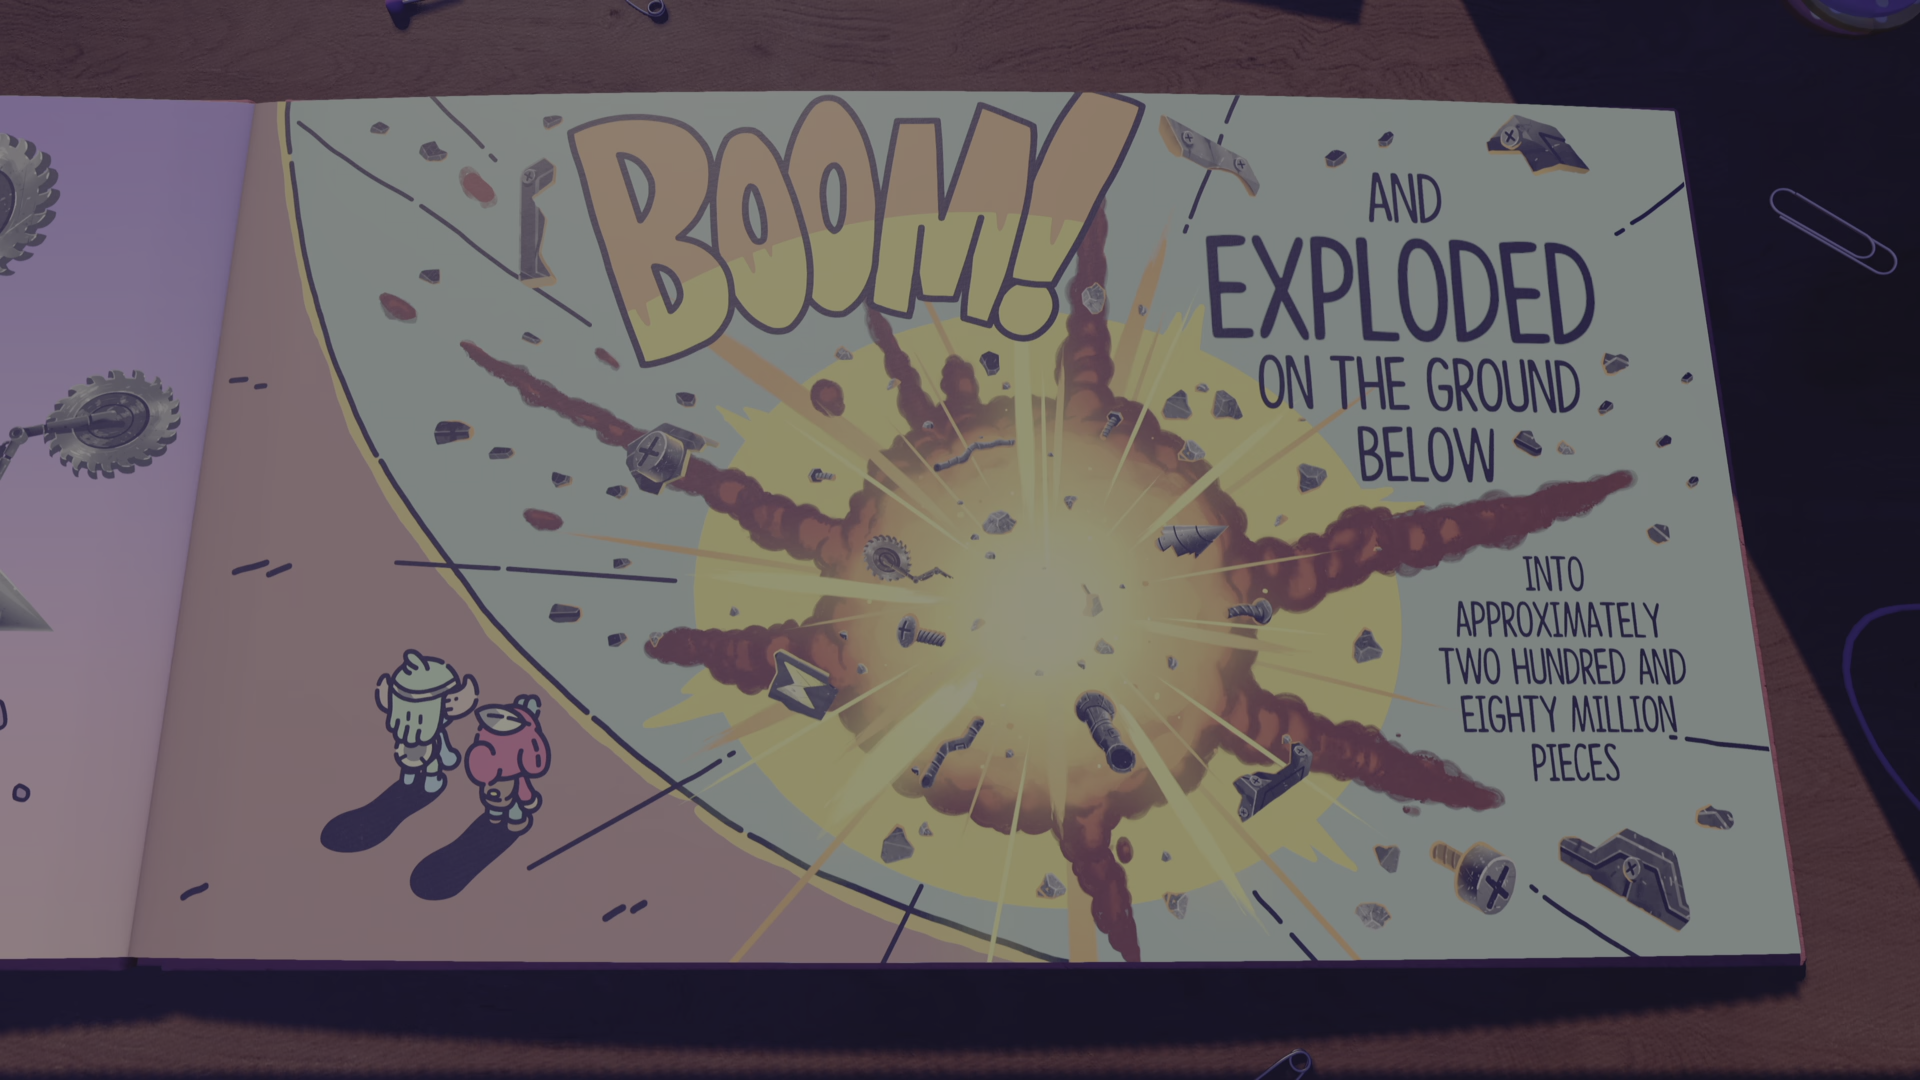 BOOM!
AND
EXPLODED
ON THE GROUND
BELOW
INTO
APPROXIMATELY
TWO HUNDRED AND
EIGHTY MILLION
PIECES